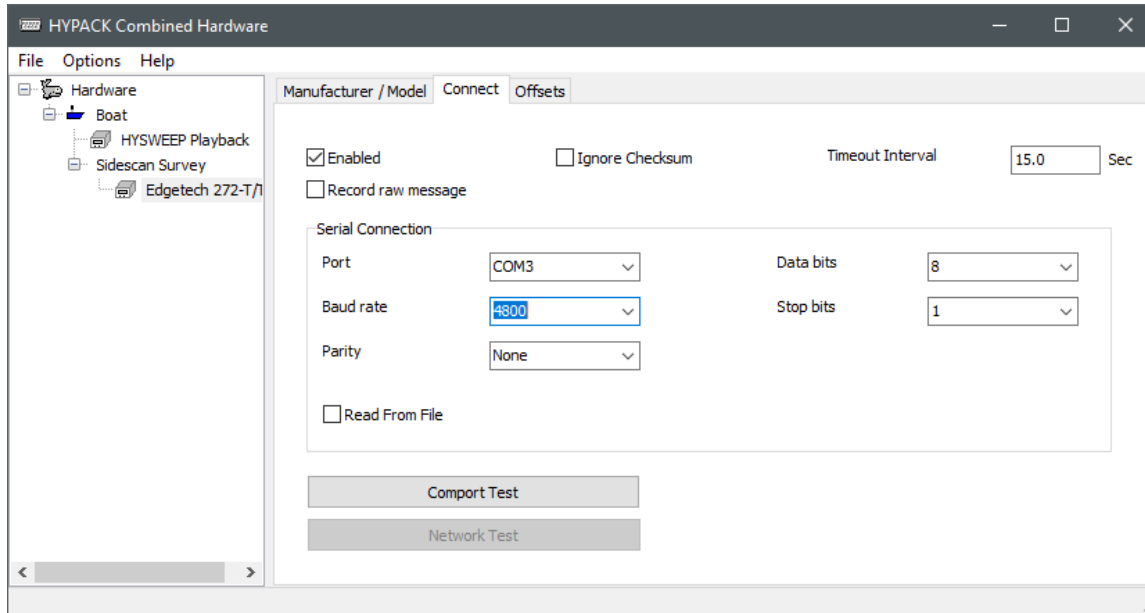 HYPACK Combined Hardware
File Options Help
Hardware
Boat
HYSWEEP Playback
Sidescan Survey
Edgetech 272-T/T
Manufacturer / Model Connect Offsets
Enabled Ignore Checksum Timeout Interval 15.0 Sec
Record raw message
Serial Connection
Port COM3 Data bits 8
Baud rate 4800 Stop bits 1
Parity None
Read From File
Comport Test
Network Test